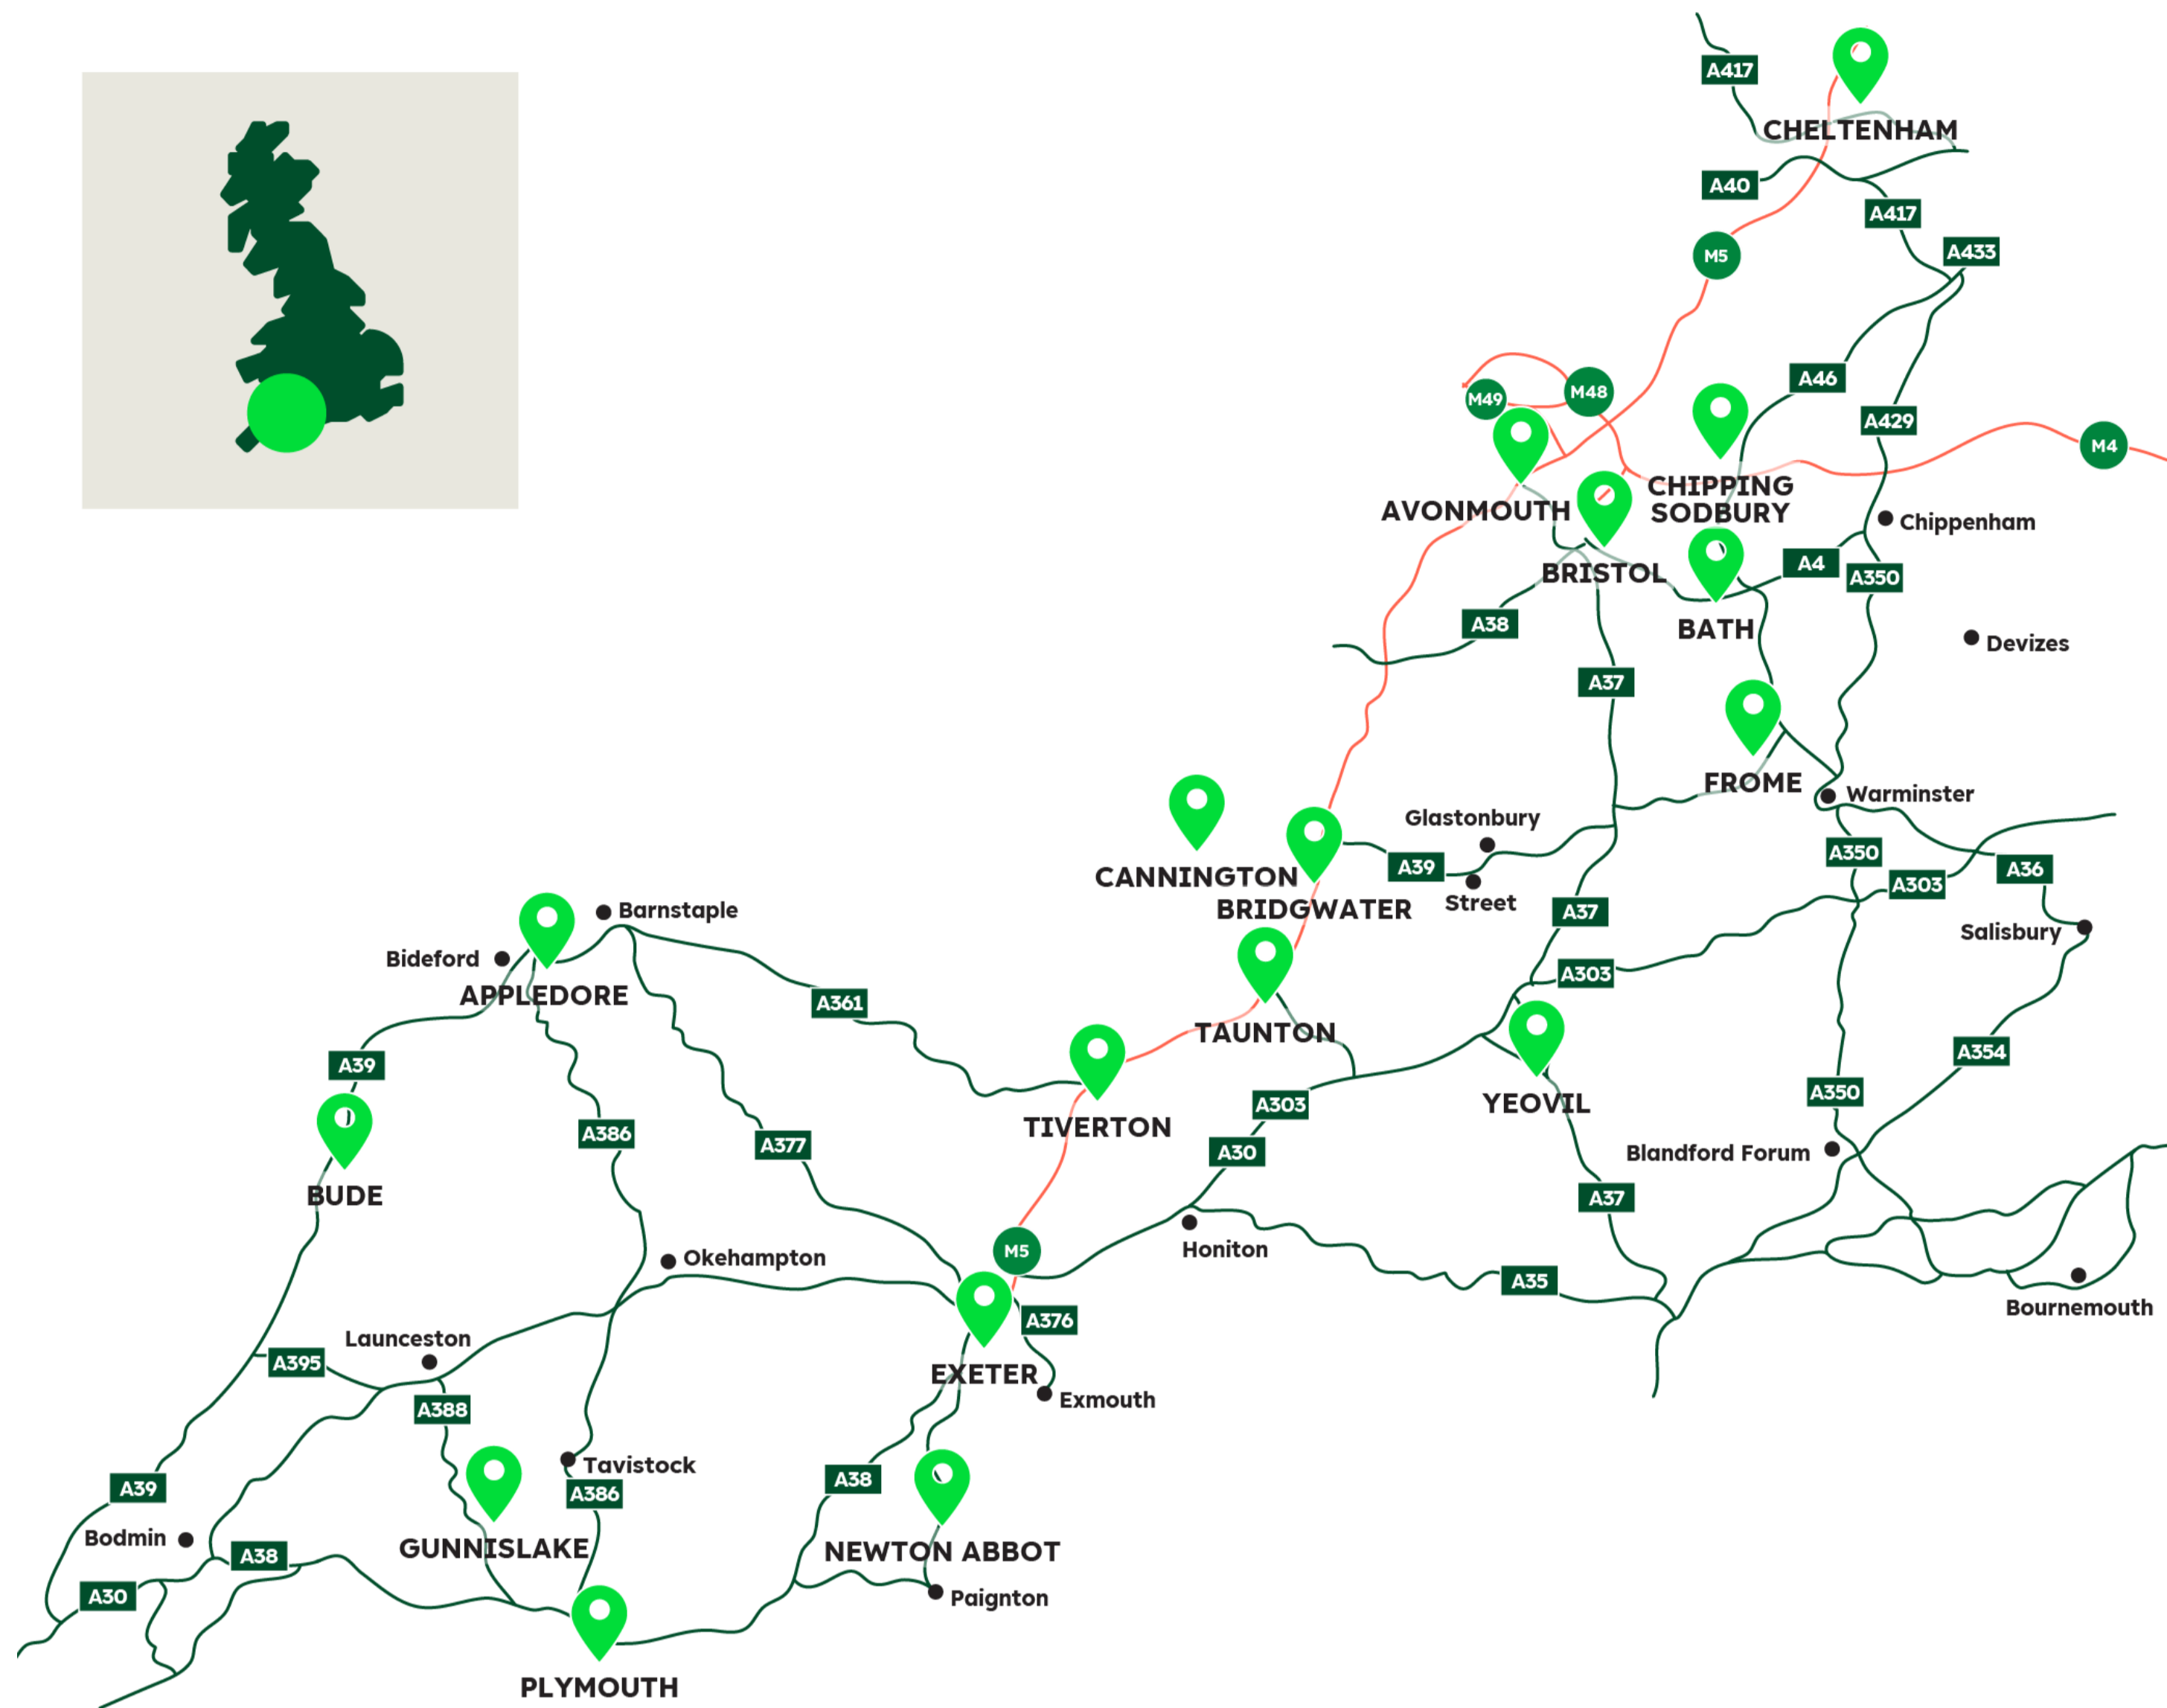 A417
CHELTENHAM
A40
A417
A433
M5
A46
M49
M48
A429
M4
CHIPPING
SODBURY
AVONMOUTH
Chippenham
A4
BRISTOL
A350
A38
BATH
Devizes
A37
FROME
Warminster
Glastonbury
A350
A39
A36
CANNINGTON
A303
BRIDGWATER
Street
Barnstaple
A37
Salisbury
Bideford
A303
APPLEDORE
A361
TAUNTON
A39
A354
A350
YEOVIL
A303
TIVERTON
A386
A377
A30
Blandford Forum
BUDE
A37
M5
Honiton
Okehampton
A35
Bournemouth
A376
Launceston
A395
EXETER
Exmouth
A388
Tavistock
A38
A39
A386
Bodmin
GUNNISLAKE
NEWTON ABBOT
A38
A30
Paignton
PLYMOUTH